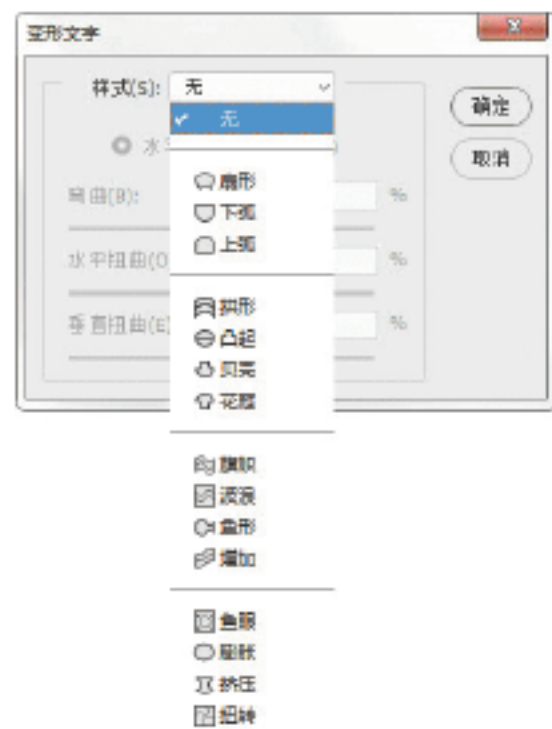 变形文字
样式(S): 无
确定
无
水
取消
扇形
弯曲(B): %
下弧
上弧
水平扭曲(O %
拱形
垂直扭曲(E) %
凸起
贝壳
花冠
旗帜
波浪
鱼形
增加
鱼眼
膨胀
挤压
扭转